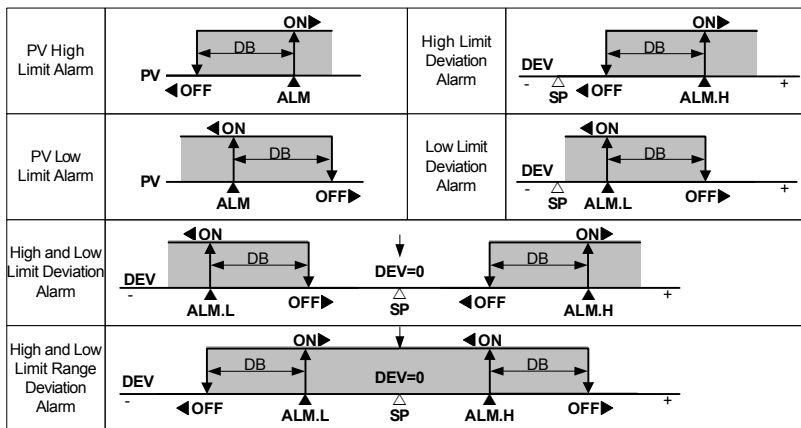 PV High
Limit Alarm
ON
DB
PV
OFF
ALM
High Limit
Deviation
Alarm
ON
DB
DEV
-
SP
OFF
ALM.H
+
PV Low
Limit Alarm
ON
DB
PV
ALM
OFF
Low Limit
Deviation
Alarm
ON
DB
DEV
-
SP
ALM.L
OFF
+
High and Low
Limit Deviation
Alarm
ON
DB
DEV
-
ALM.L
OFF
DEV=0
SP
ON
DB
OFF
ALM.H
+
High and Low
Limit Range
Deviation
Alarm
ON
DB
DEV
-
OFF
ALM.L
DEV=0
SP
ON
DB
ALM.H
OFF
+